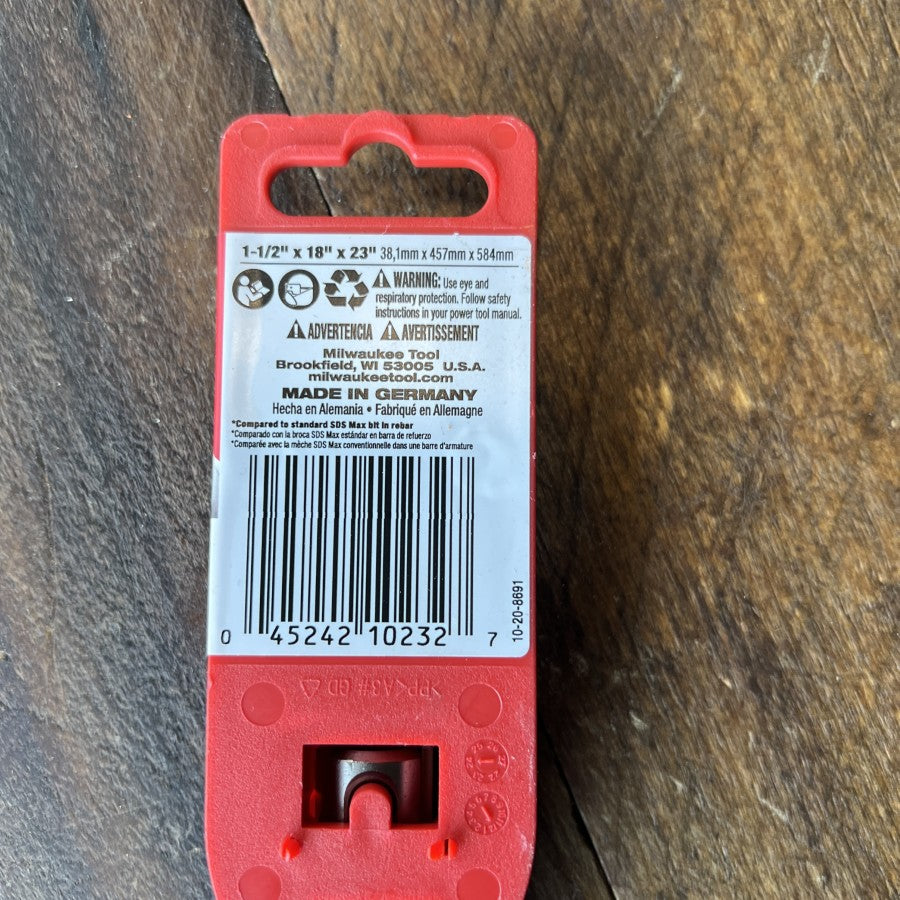 1-1/2" x 18" x 23" 38,1mm x 457mm x 584mm
WARNING: Use eye and
respiratory protection. Follow safety
instructions in your power tool manual.
ADVERTENCIA AVERTISSEMENT
Milwaukee Tool
Brookfield, WI 53005 U.S.A.
milwaukeetool.com
MADE IN GERMANY
Hecha en Alemania • Fabriqué en Allemagne
*Compared to standard SDS Max bit in rebar
*Comparado con la broca SDS Max estándar en barra de refuerzo
*Comparée avec la mèche SDS Max conventionnelle dans une barre d'armature
0 45242 10232 7
10-20-8691